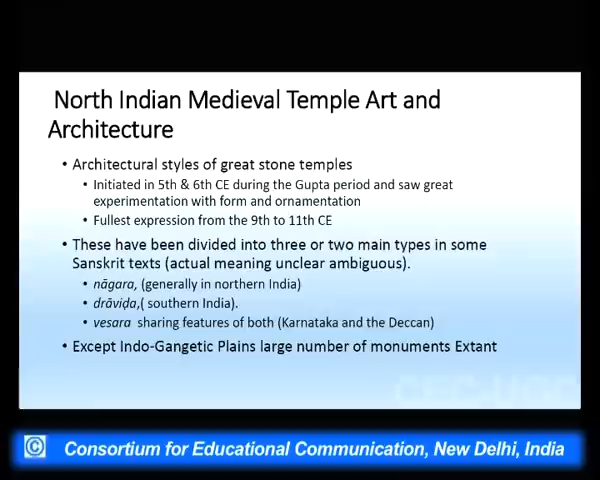 North Indian Medieval Temple Art and
Architecture
• Architectural styles of great stone temples
• Initiated in 5th & 6th CE during the Gupta period and saw great
experimentation with form and ornamentation
• Fullest expression from the 9th to 11th CE
• These have been divided into three or two main types in some
Sanskrit texts (actual meaning unclear ambiguous).
• nāgara, (generally in northern India)
• drāviḍa,( southern India).
• vesara sharing features of both (Karnataka and the Deccan)
• Except Indo-Gangetic Plains large number of monuments Extant
CEC-UGC
© Consortium for Educational Communication, New Delhi, India